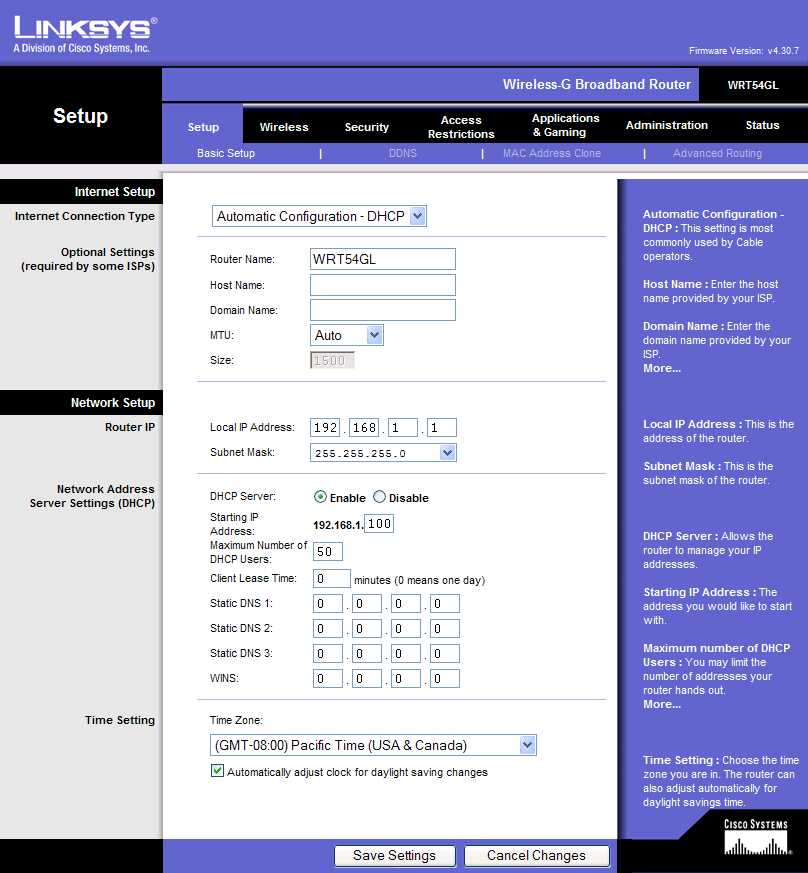 LINKSYS®
A Division of Cisco Systems, Inc.
Firmware Version: v4.30.7
Wireless-G Broadband Router
WRT54GL
Setup
Setup
Wireless
Security
Access
Restrictions
Applications
& Gaming
Administration
Status
Basic Setup | DDNS | MAC Address Clone | Advanced Routing
Internet Setup
Internet Connection Type
Automatic Configuration - DHCP
Optional Settings
(required by some ISPs)
Router Name: WRT54GL
Host Name:
Domain Name:
MTU: Auto
Size: 1500
Network Setup
Router IP
Local IP Address: 192 . 168 . 1 . 1
Subnet Mask: 255.255.255.0
Network Address
Server Settings (DHCP)
DHCP Server: Enable Disable
Starting IP
Address:
192.168.1. 100
Maximum Number of
DHCP Users:
50
Client Lease Time: 0 minutes (0 means one day)
Static DNS 1: 0 . 0 . 0 . 0
Static DNS 2: 0 . 0 . 0 . 0
Static DNS 3: 0 . 0 . 0 . 0
WINS: 0 . 0 . 0 . 0
Time Setting
Time Zone:
(GMT-08:00) Pacific Time (USA & Canada)
Automatically adjust clock for daylight saving changes
Automatic Configuration -
DHCP : This setting is most
commonly used by Cable
operators.
Host Name : Enter the host
name provided by your ISP.
Domain Name : Enter the
domain name provided by your
ISP.
More...
Local IP Address : This is the
address of the router.
Subnet Mask : This is the
subnet mask of the router.
DHCP Server : Allows the
router to manage your IP
addresses.
Starting IP Address : The
address you would like to start
with.
Maximum number of DHCP
Users : You may limit the
number of addresses your
router hands out.
More...
Time Setting : Choose the time
zone you are in. The router can
also adjust automatically for
daylight savings time.
Save Settings
Cancel Changes
CISCO SYSTEMS